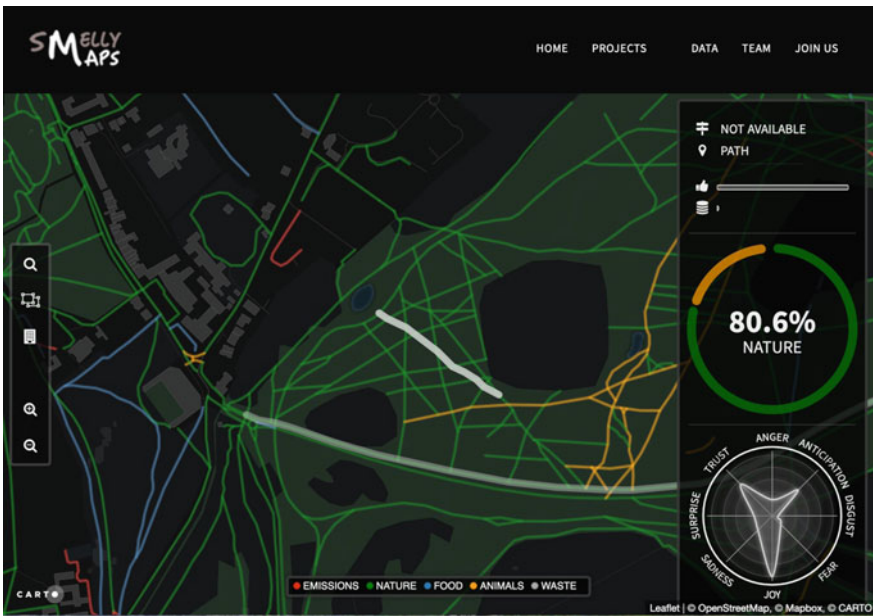 SMELLY
MAPS
HOME PROJECTS DATA TEAM JOIN US
NOT AVAILABLE
PATH
80.6%
NATURE
ANGER
ANTICIPATION
DISGUST
FEAR
JOY
SADNESS
SURPRISE
TRUST
EMISSIONS NATURE FOOD ANIMALS WASTE
CARTO
Leaflet | © OpenStreetMap, © Mapbox, © CARTO